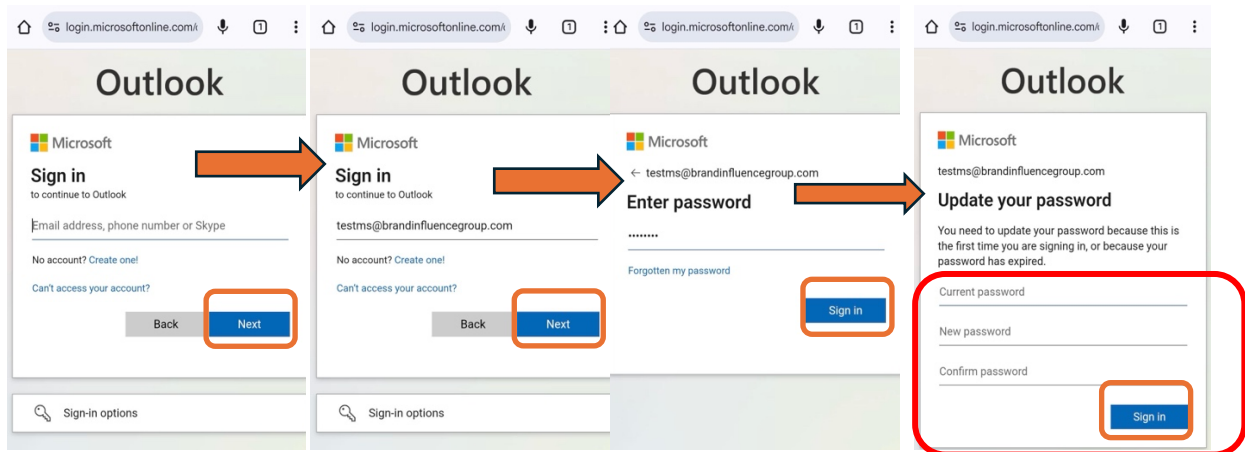 login.microsoftonline.com/
1
Outlook
Microsoft
Sign in
to continue to Outlook
Email address, phone number or Skype
No account? Create one!
Can't access your account?
Back
Next
Sign-in options
login.microsoftonline.com/
1
Outlook
Microsoft
Sign in
to continue to Outlook
testms@brandinfluencegroup.com
No account? Create one!
Can't access your account?
Back
Next
Sign-in options
login.microsoftonline.com/
1
Outlook
Microsoft
← testms@brandinfluencegroup.com
Enter password
••••••••
Forgotten my password
Sign in
login.microsoftonline.com/
1
Outlook
Microsoft
testms@brandinfluencegroup.com
Update your password
You need to update your password because this is
the first time you are signing in, or because your
password has expired.
Current password
New password
Confirm password
Sign in